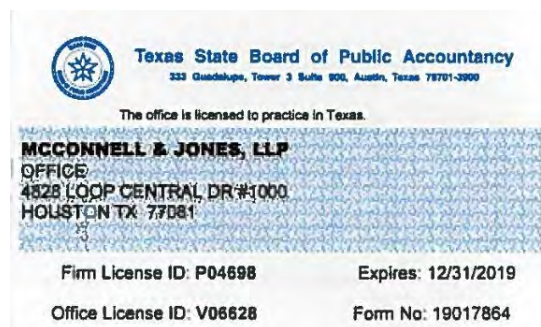 Texas State Board of Public Accountancy
333 Guadalupe, Tower 3 Suite 900, Austin, Texas 78701-3900
The office is licensed to practice in Texas.
MCCONNELL & JONES, LLP
OFFICE
4828 LOOP CENTRAL DR #1000
HOUSTON TX 77081
Firm License ID: P04698 Expires: 12/31/2019
Office License ID: V06628 Form No: 19017864